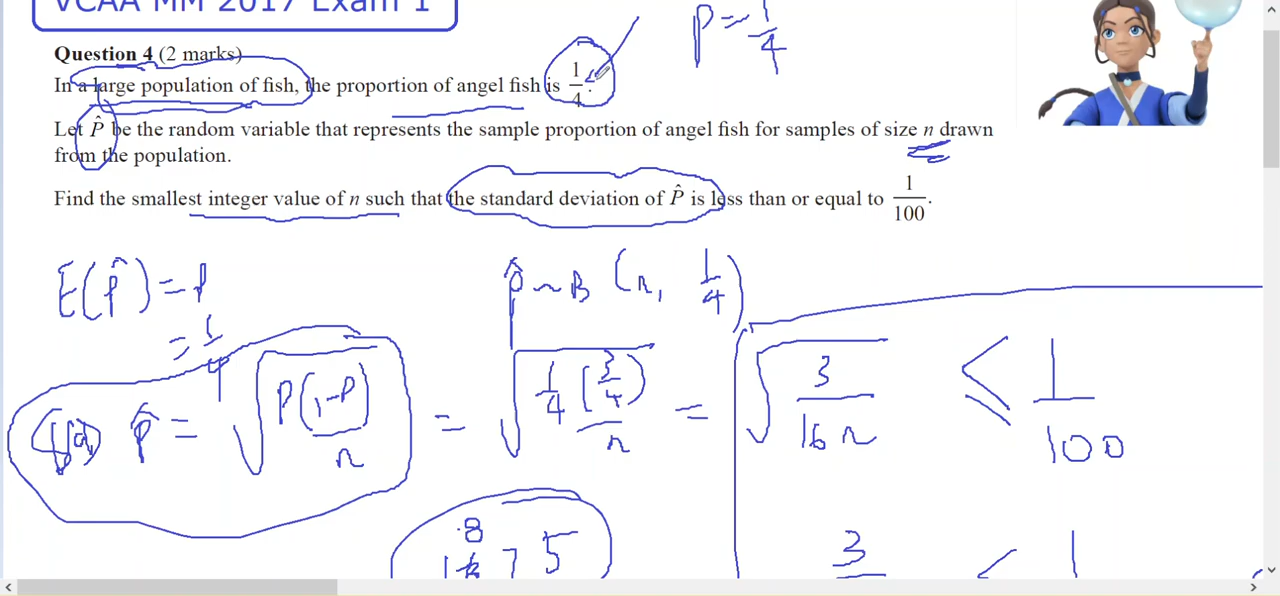 VCAA MM 2017 Exam 1
Question 4 (2 marks)
In a large population of fish, the proportion of angel fish is 1/4.
p = 1/4
Let P̂ be the random variable that represents the sample proportion of angel fish for samples of size n drawn
from the population.
Find the smallest integer value of n such that the standard deviation of P̂ is less than or equal to 1/100.
E(p̂) = p
= 1/4
p̂ ~ B (n, 1/4)
p̂ = √(p(1-p)/n) = √(1/4 (3/4)/n) = √(3/16n) ≤ 1/100
8
75
3 < 1